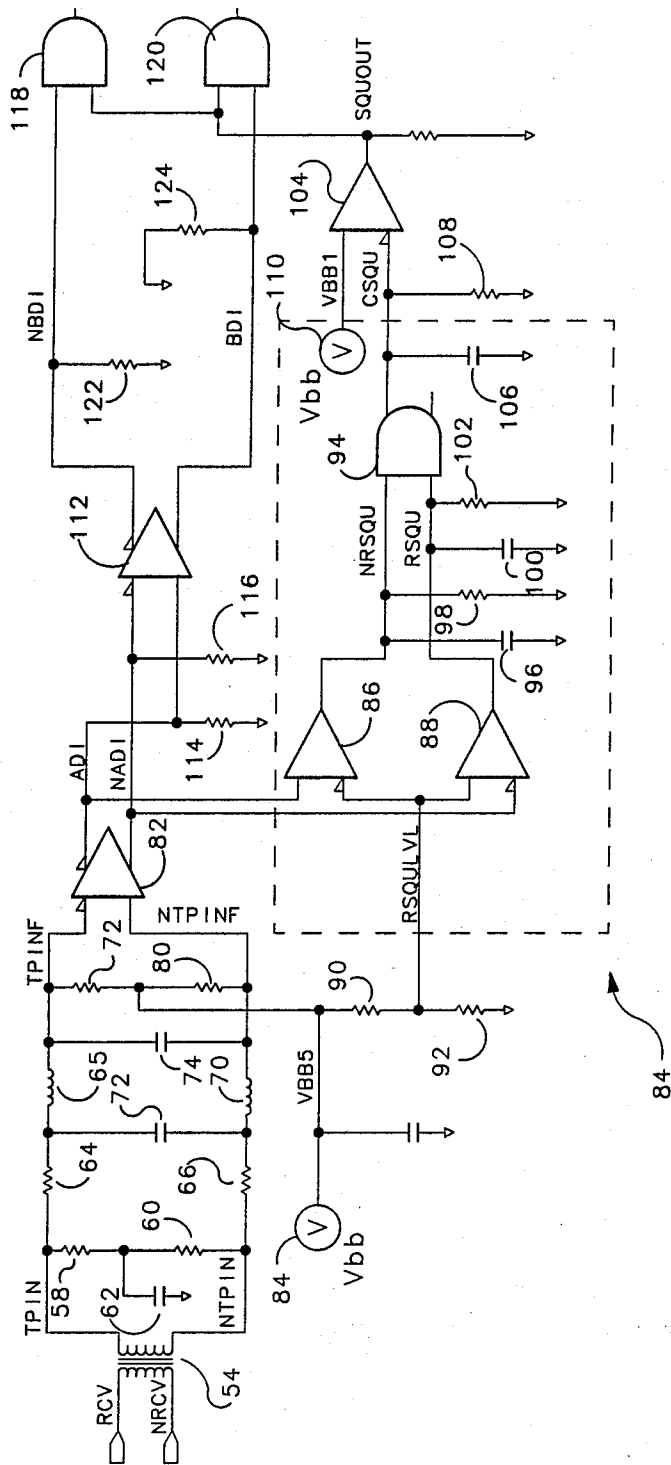 118
120
NBDI
124
SQUOUT
104
BDI
122
110
VBB1
CSQU
108
Vbb
112
94
106
NRSQU
RSQU
102
116
100
98
96
ADI
NADI
114
86
88
82
RSQULVL
TPINF
NTPINF
72
80
90
92
84
65
74
70
72
VBB5
64
66
60
84
Vbb
TPIN
58
62
NTPIN
54
RCV
NRCV
V
V